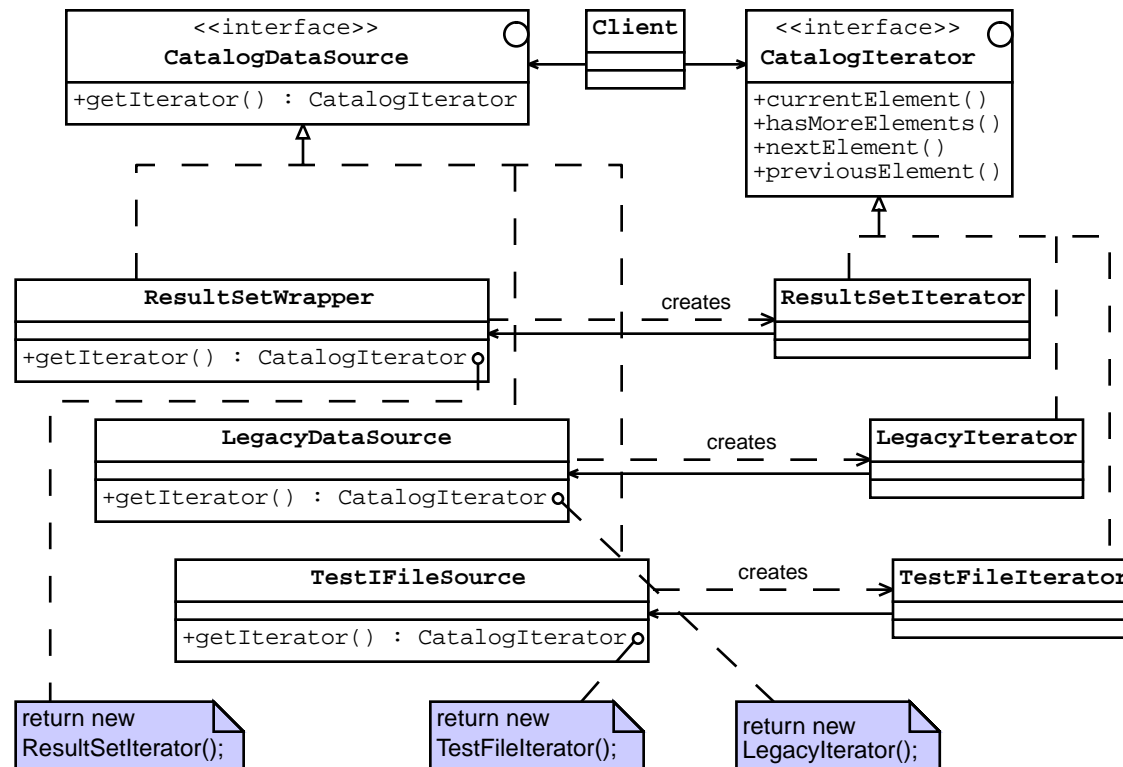 <<interface>>
CatalogDataSource
+getIterator() : CatalogIterator
Client
<<interface>>
CatalogIterator
+currentElement()
+hasMoreElements()
+nextElement()
+previousElement()
ResultSetWrapper
+getIterator() : CatalogIterator
creates
ResultSetIterator
LegacyDataSource
+getIterator() : CatalogIterator
creates
LegacyIterator
TestIFileSource
+getIterator() : CatalogIterator
creates
TestFileIterator
return new
ResultSetIterator();
return new
TestFileIterator();
return new
LegacyIterator();